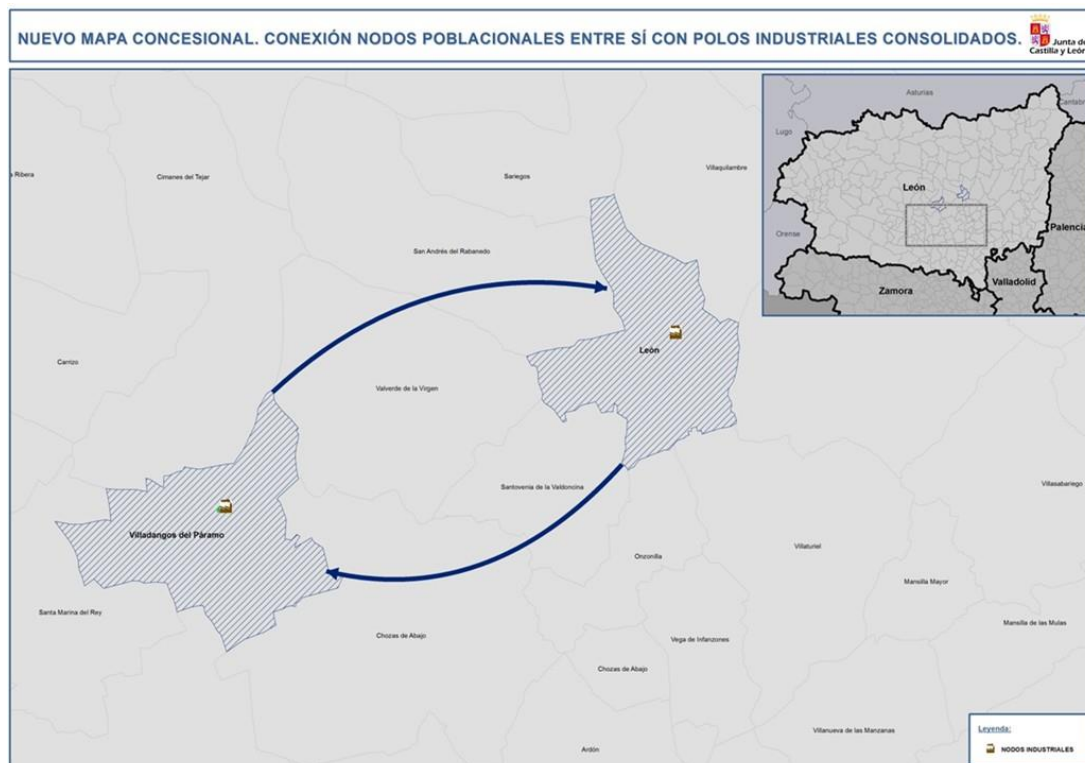 NUEVO MAPA CONCESIONAL. CONEXIÓN NODOS POBLACIONALES ENTRE SÍ CON POLOS INDUSTRIALES CONSOLIDADOS.
Junta de
Castilla y León
Asturias
Cantabr
Lugo
León
Palencia
Orense
Valladolid
Zamora
Ribera
Cimanes del Tejar
Sariegos
Villaquilambre
San Andrés del Rabanedo
León
Carrizo
Valverde de la Virgen
Santovenia de la Valdoncina
Villasabariego
Villadangos del Páramo
Onzonilla
Villaturiel
Mansilla Mayor
Santa Marina del Rey
Mansilla de las Mulas
Chozas de Abajo
Vega de Infanzones
Chozas de Abajo
Villanueva de las Manzanas
Ardón
Leyenda:
NODOS INDUSTRIALES